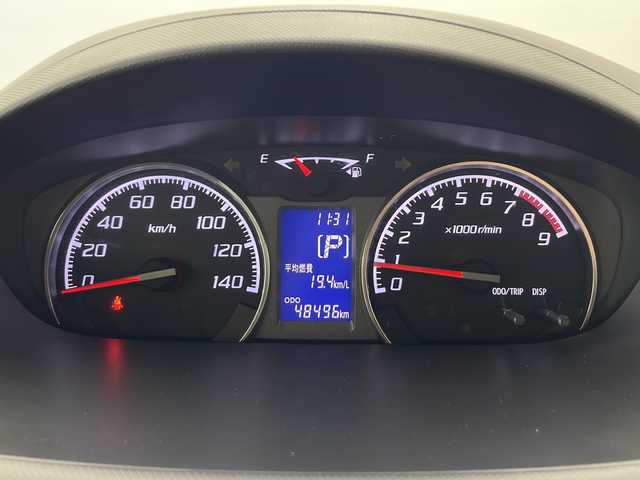 E F
0 20 40 60 80 100 120 140
km/h
11:31
P
平均燃費
19.4km/L
ODO
48496km
0 1 2 3 4 5 6 7 8 9
x1000r/min
ODO/TRIP DISP